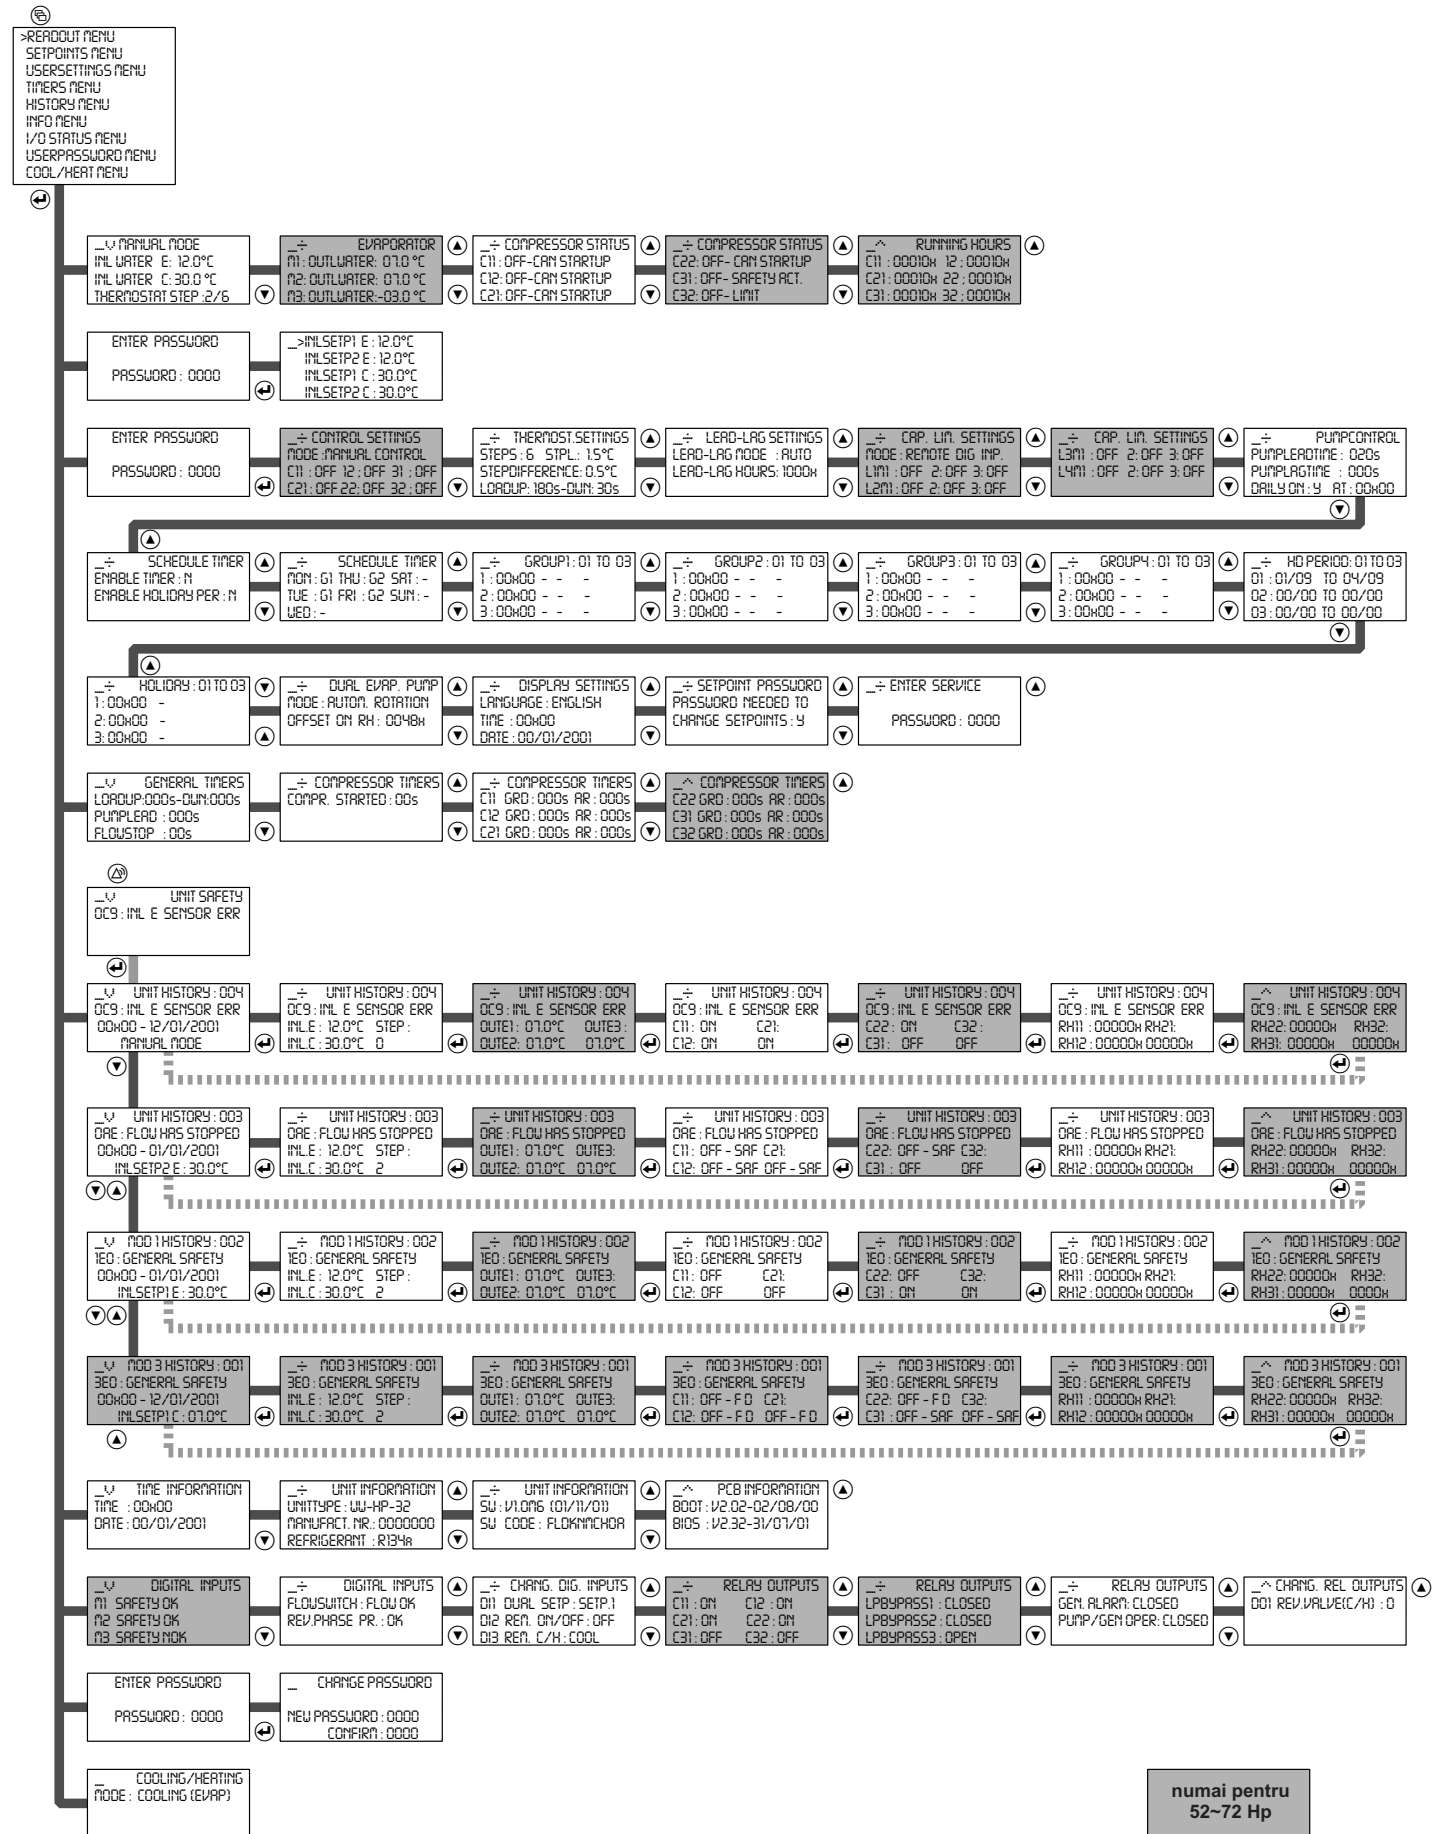 >READOUT MENU
SETPOINTS MENU
USERSETTINGS MENU
TIMERS MENU
HISTORY MENU
INFO MENU
I/O STATUS MENU
USERPASSWORD MENU
COOL/HEAT MENU
_v MANUAL MODE
INL WATER E: 12.0°C
INL WATER C: 30.0 °C
THERMOSTAT STEP :2/6
_÷ EVAPORATOR
M1: OUTLWATER: 07.0 °C
M2: OUTLWATER: 07.0 °C
M3: OUTLWATER:-03.0 °C
_÷ COMPRESSOR STATUS
C11: OFF-CAN STARTUP
C12: OFF-CAN STARTUP
C21: OFF-CAN STARTUP
_÷ COMPRESSOR STATUS
C22: OFF- CAN STARTUP
C31 : OFF- SAFETY ACT.
C32: OFF- LIMIT
_^ RUNNING HOURS
C11 : 00010h 12 ; 00010h
C21 : 00010h 22 ; 00010h
C31 : 00010h 32 ; 00010h
ENTER PASSWORD
PASSWORD : 0000
_>INLSETP1 E : 12.0°C
INLSETP2 E : 12.0°C
INLSETP1 C : 30.0°C
INLSETP2 C : 30.0°C
ENTER PASSWORD
PASSWORD : 0000
_÷ CONTROL SETTINGS
MODE :MANUAL CONTROL
C11 : OFF 12 ; OFF 31 ; OFF
C21 : OFF 22; OFF 32 ; OFF
_÷ THERMOST.SETTINGS
STEPS : 6 STPL.: 1.5°C
STEPDIFFERENCE: 0.5°C
LOADUP: 180s-DWN: 30s
_÷ LEAD-LAG SETTINGS
LEAD-LAG MODE : AUTO
LEAD-LAG HOURS: 1000h
_÷ CAP. LIM. SETTINGS
MODE : REMOTE DIG INP.
L1M1 : OFF 2: OFF 3: OFF
L2M1 : OFF 2: OFF 3: OFF
_÷ CAP. LIM. SETTINGS
L3M1 : OFF 2: OFF 3: OFF
L4M1 : OFF 2: OFF 3: OFF
_÷ PUMPCONTROL
PUMPLEADTIME : 020s
PUMPLAGTIME : 000s
DAILY ON : Y AT : 00h00
_÷ SCHEDULE TIMER
ENABLE TIMER : N
ENABLE HOLIDAY PER : N
_÷ SCHEDULE TIMER
MON : G1 THU : G2 SAT : -
TUE : G1 FRI : G2 SUN : -
WED : -
_÷ GROUP1 : 01 TO 03
1 : 00h00 - - -
2 : 00h00 - - -
3 : 00h00 - - -
_÷ GROUP2 : 01 TO 03
1 : 00h00 - - -
2 : 00h00 - - -
3 : 00h00 - - -
_÷ GROUP3 : 01 TO 03
1 : 00h00 - - -
2 : 00h00 - - -
3 : 00h00 - - -
_÷ GROUP4 : 01 TO 03
1 : 00h00 - - -
2 : 00h00 - - -
3 : 00h00 - - -
_÷ HD PERIOD: 01 TO 03
01 : 01/09 TO 04/09
02 : 00/00 TO 00/00
03 : 00/00 TO 00/00
_÷ HOLIDAY : 01 TO 03
1: 00h00 -
2: 00h00 -
3: 00h00 -
_÷ DUAL EVAP. PUMP
MODE : AUTOM. ROTATION
OFFSET ON RH : 0048h
_÷ DISPLAY SETTINGS
LANGUAGE : ENGLISH
TIME : 00h00
DATE : 00/01/2001
_÷ SETPOINT PASSWORD
PASSWORD NEEDED TO
CHANGE SETPOINTS : Y
_÷ ENTER SERVICE
PASSWORD : 0000
_v GENERAL TIMERS
LOADUP:000s-DWN:000s
PUMPLEAD : 000s
FLOWSTOP : 00s
_÷ COMPRESSOR TIMERS
COMPR. STARTED : 00s
_÷ COMPRESSOR TIMERS
C11 GRD : 000s AR : 000s
C12 GRD : 000s AR : 000s
C21 GRD : 000s AR : 000s
_^ COMPRESSOR TIMERS
C22 GRD : 000s AR : 000s
C31 GRD : 000s AR : 000s
C32 GRD : 000s AR : 000s
_v UNIT SAFETY
0C9 : INL E SENSOR ERR
_v UNIT HISTORY : 004
0C9 : INL E SENSOR ERR
00h00 - 12/01/2001
MANUAL MODE
_÷ UNIT HISTORY : 004
0C9 : INL E SENSOR ERR
INL.E : 12.0°C STEP :
INL.C : 30.0°C 0
_÷ UNIT HISTORY : 004
0C9 : INL E SENSOR ERR
OUTE1 : 07.0°C OUTE3 :
OUTE2: 07.0°C 07.0°C
_÷ UNIT HISTORY : 004
0C9 : INL E SENSOR ERR
C11 : ON C21:
C12: ON ON
_÷ UNIT HISTORY : 004
0C9 : INL E SENSOR ERR
C22 : ON C32 :
C31 : OFF OFF
_÷ UNIT HISTORY : 004
0C9 : INL E SENSOR ERR
RH11 : 00000h RH21:
RH12 : 00000h 00000h
_^ UNIT HISTORY : 004
0C9 : INL E SENSOR ERR
RH22: 00000h RH32:
RH31: 00000h 00000h
_v UNIT HISTORY : 003
0AE : FLOW HAS STOPPED
00h00 - 01/01/2001
INLSETP2 E : 30.0°C
_÷ UNIT HISTORY : 003
0AE : FLOW HAS STOPPED
INL.E : 12.0°C STEP :
INL.C : 30.0°C 2
_÷ UNIT HISTORY : 003
0AE : FLOW HAS STOPPED
OUTE1: 07.0°C OUTE3:
OUTE2: 07.0°C 07.0°C
_÷ UNIT HISTORY : 003
0AE : FLOW HAS STOPPED
C11 : OFF - SAF C21:
C12: OFF - SAF OFF - SAF
_÷ UNIT HISTORY : 003
0AE : FLOW HAS STOPPED
C22: OFF - SAF C32:
C31 : OFF OFF
_÷ UNIT HISTORY : 003
0AE : FLOW HAS STOPPED
RH11 : 00000h RH21:
RH12 : 00000h 00000h
_^ UNIT HISTORY : 003
0AE : FLOW HAS STOPPED
RH22: 00000h RH32:
RH31 : 00000h 00000h
_v MOD 1 HISTORY : 002
1E0 : GENERAL SAFETY
00h00 - 01/01/2001
INLSETP1 E : 30.0°C
_÷ MOD 1 HISTORY : 002
1E0 : GENERAL SAFETY
INL.E : 12.0°C STEP :
INL.C : 30.0°C 2
_÷ MOD 1 HISTORY : 002
1E0 : GENERAL SAFETY
OUTE1 : 07.0°C OUTE3:
OUTE2: 07.0°C 07.0°C
_÷ MOD 1 HISTORY : 002
1E0 : GENERAL SAFETY
C11 : OFF C21:
C12: OFF OFF
_÷ MOD 1 HISTORY : 002
1E0 : GENERAL SAFETY
C22: OFF C32:
C31 : ON ON
_÷ MOD 1 HISTORY : 002
1E0 : GENERAL SAFETY
RH11 : 00000h RH21:
RH12 : 00000h 00000h
_^ MOD 1 HISTORY : 002
1E0 : GENERAL SAFETY
RH22: 00000h RH32:
RH31 : 00000h 0000h
_v MOD 3 HISTORY : 001
3E0 : GENERAL SAFETY
00h00 - 12/01/2001
INLSETP1 C : 07.0°C
_÷ MOD 3 HISTORY : 001
3E0 : GENERAL SAFETY
INL.E : 12.0°C STEP :
INL.C : 30.0°C 2
_÷ MOD 3 HISTORY : 001
3E0 : GENERAL SAFETY
OUTE1 : 07.0°C OUTE3:
OUTE2: 07.0°C 07.0°C
_÷ MOD 3 HISTORY : 001
3E0 : GENERAL SAFETY
C11 : OFF - F D C21:
C12: OFF - F D OFF - F D
_÷ MOD 3 HISTORY : 001
3E0 : GENERAL SAFETY
C22: OFF - F D C32:
C31 : OFF - SAF OFF - SAF
_÷ MOD 3 HISTORY : 001
3E0 : GENERAL SAFETY
RH11 : 00000h RH21:
RH12 : 00000h 00000h
_^ MOD 3 HISTORY : 001
3E0 : GENERAL SAFETY
RH22: 00000h RH32:
RH31 : 00000h 00000h
_v TIME INFORMATION
TIME : 00h00
DATE : 00/01/2001
_÷ UNIT INFORMATION
UNITTYPE : WW-HP-32
MANUFACT. NR.: 0000000
REFRIGERANT : R134a
_÷ UNIT INFORMATION
SW : V1.0M6 (01/11/01)
SW CODE : FLDKNMCHOA
_^ PCB INFORMATION
BOOT : V2.02-02/08/00
BIOS : V2.32-31/07/01
_v DIGITAL INPUTS
M1 SAFETY OK
M2 SAFETY OK
M3 SAFETY NOK
_÷ DIGITAL INPUTS
FLOWSWITCH : FLOW OK
REV.PHASE PR. : OK
_÷ CHANG. DIG. INPUTS
DI1 DUAL SETP : SETP.1
DI2 REM. ON/OFF : OFF
DI3 REM. C/H : COOL
_÷ RELAY OUTPUTS
C11 : ON C12 : ON
C21 : ON C22 : ON
C31 : OFF C32 : OFF
_÷ RELAY OUTPUTS
LPBYPASS1 : CLOSED
LPBYPASS2 : CLOSED
LPBYPASS3 : OPEN
_÷ RELAY OUTPUTS
GEN. ALARM: CLOSED
PUMP/GEN OPER: CLOSED
_^ CHANG. REL OUTPUTS
DO1 REV.VALVE(C/H) : 0
ENTER PASSWORD
PASSWORD : 0000
_ CHANGE PASSWORD
NEW PASSWORD : 0000
CONFIRM : 0000
_ COOLING/HEATING
MODE : COOLING (EVAP)
numai pentru
52~72 Hp